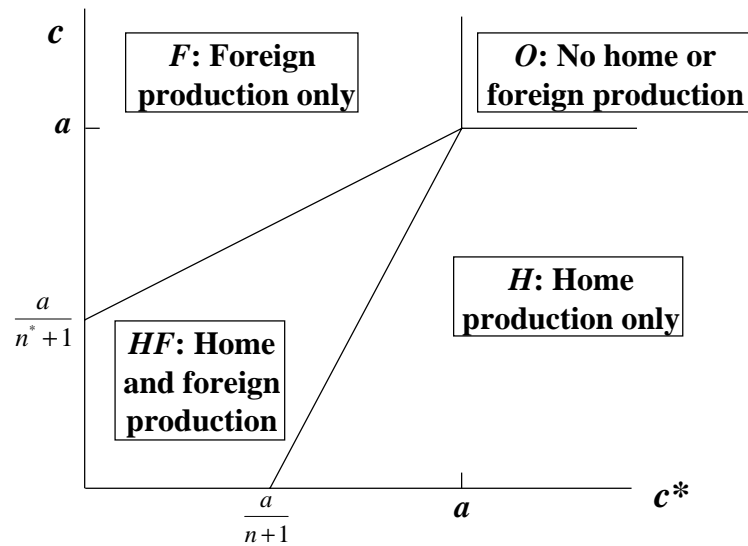 c
F: Foreign
production only
O: No home or
foreign production
a
H: Home
production only
a
n* + 1
HF: Home
and foreign
production
a
n + 1
a
c*